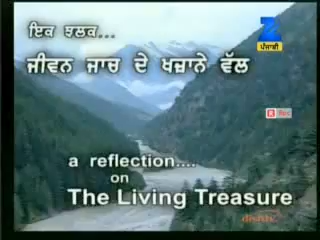 ਇਕ ਝਲਕ...
ਪੰਜਾਬੀ
ਜੀਵਨ ਜਾਚ ਦੇ ਖਜ਼ਾਨੇ ਵੱਲ
a reflection....
on
The Living Treasure